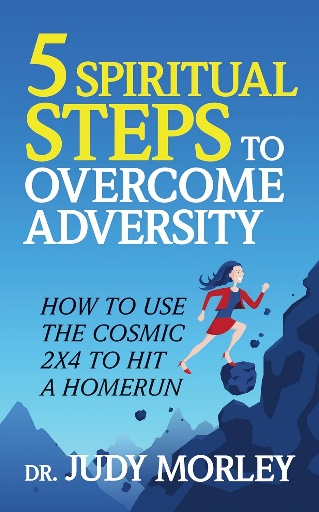 5 SPIRITUAL
STEPS TO
OVERCOME
ADVERSITY
HOW TO USE
THE COSMIC
2X4 TO HIT
A HOMERUN
DR. JUDY MORLEY